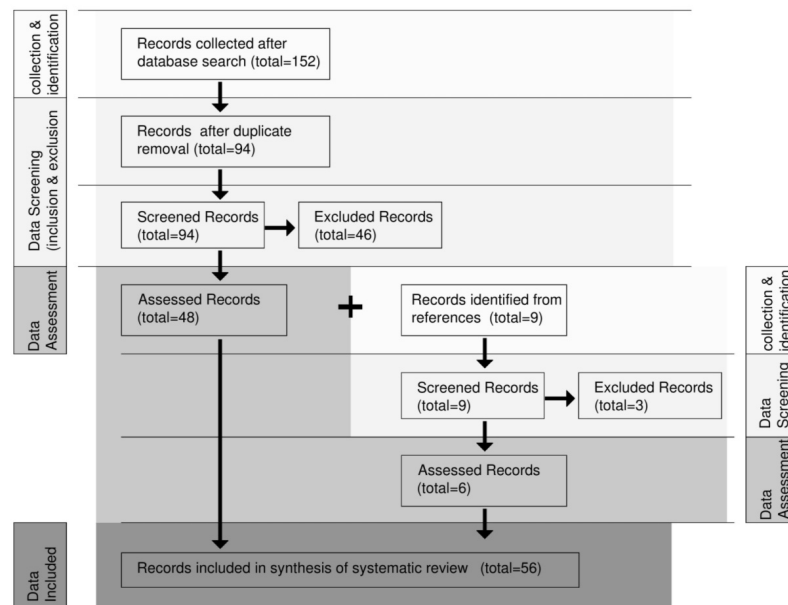 collection &
identification
Records collected after
database search (total=152)
Data Screening
(inclusion & exclusion
Records after duplicate
removal (total=94)
Screened Records
(total=94)
Excluded Records
(total=46)
Data
Assessment
Assessed Records
(total=48)
+
Records identified from
references (total=9)
collection &
identification
Screened Records
(total=9)
Excluded Records
(total=3)
Data
Screening
Assessed Records
(total=6)
Data
Assessment
Data
Included
Records included in synthesis of systematic review (total=56)